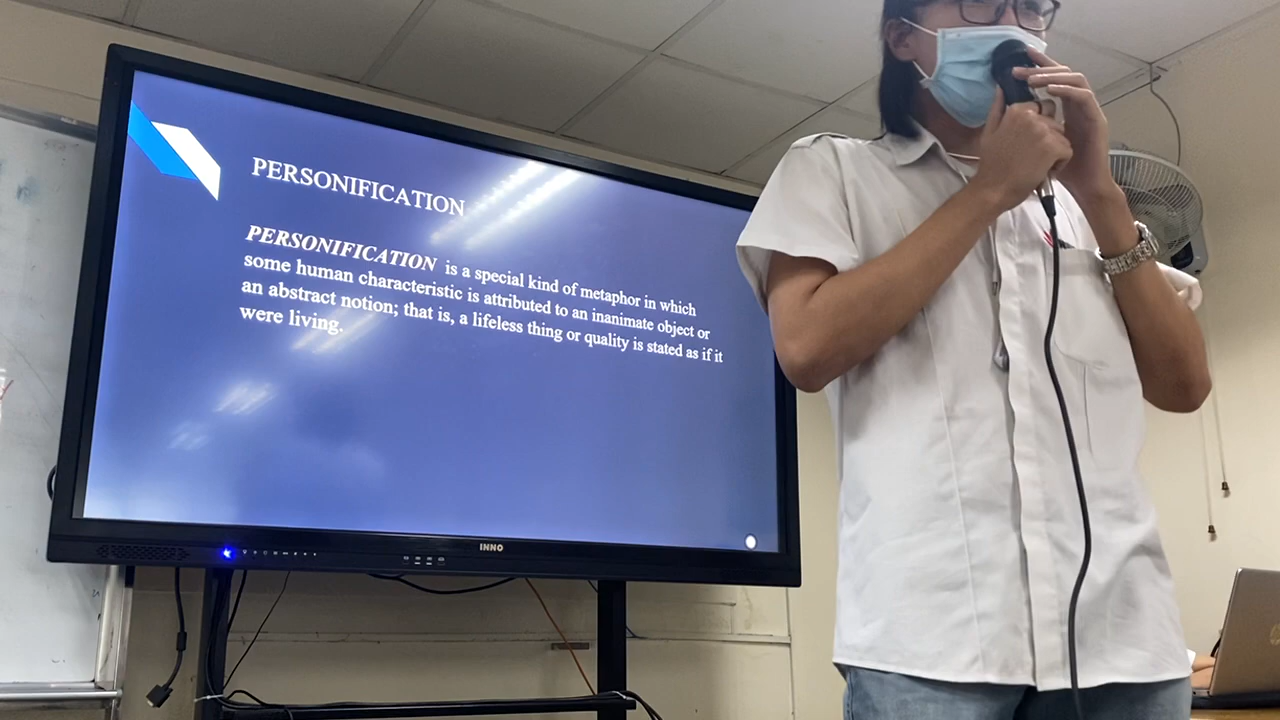 PERSONIFICATION
PERSONIFICATION is a special kind of metaphor in which
some human characteristic is attributed to an inanimate object or
an abstract notion; that is, a lifeless thing or quality is stated as if it
were living.
INNO